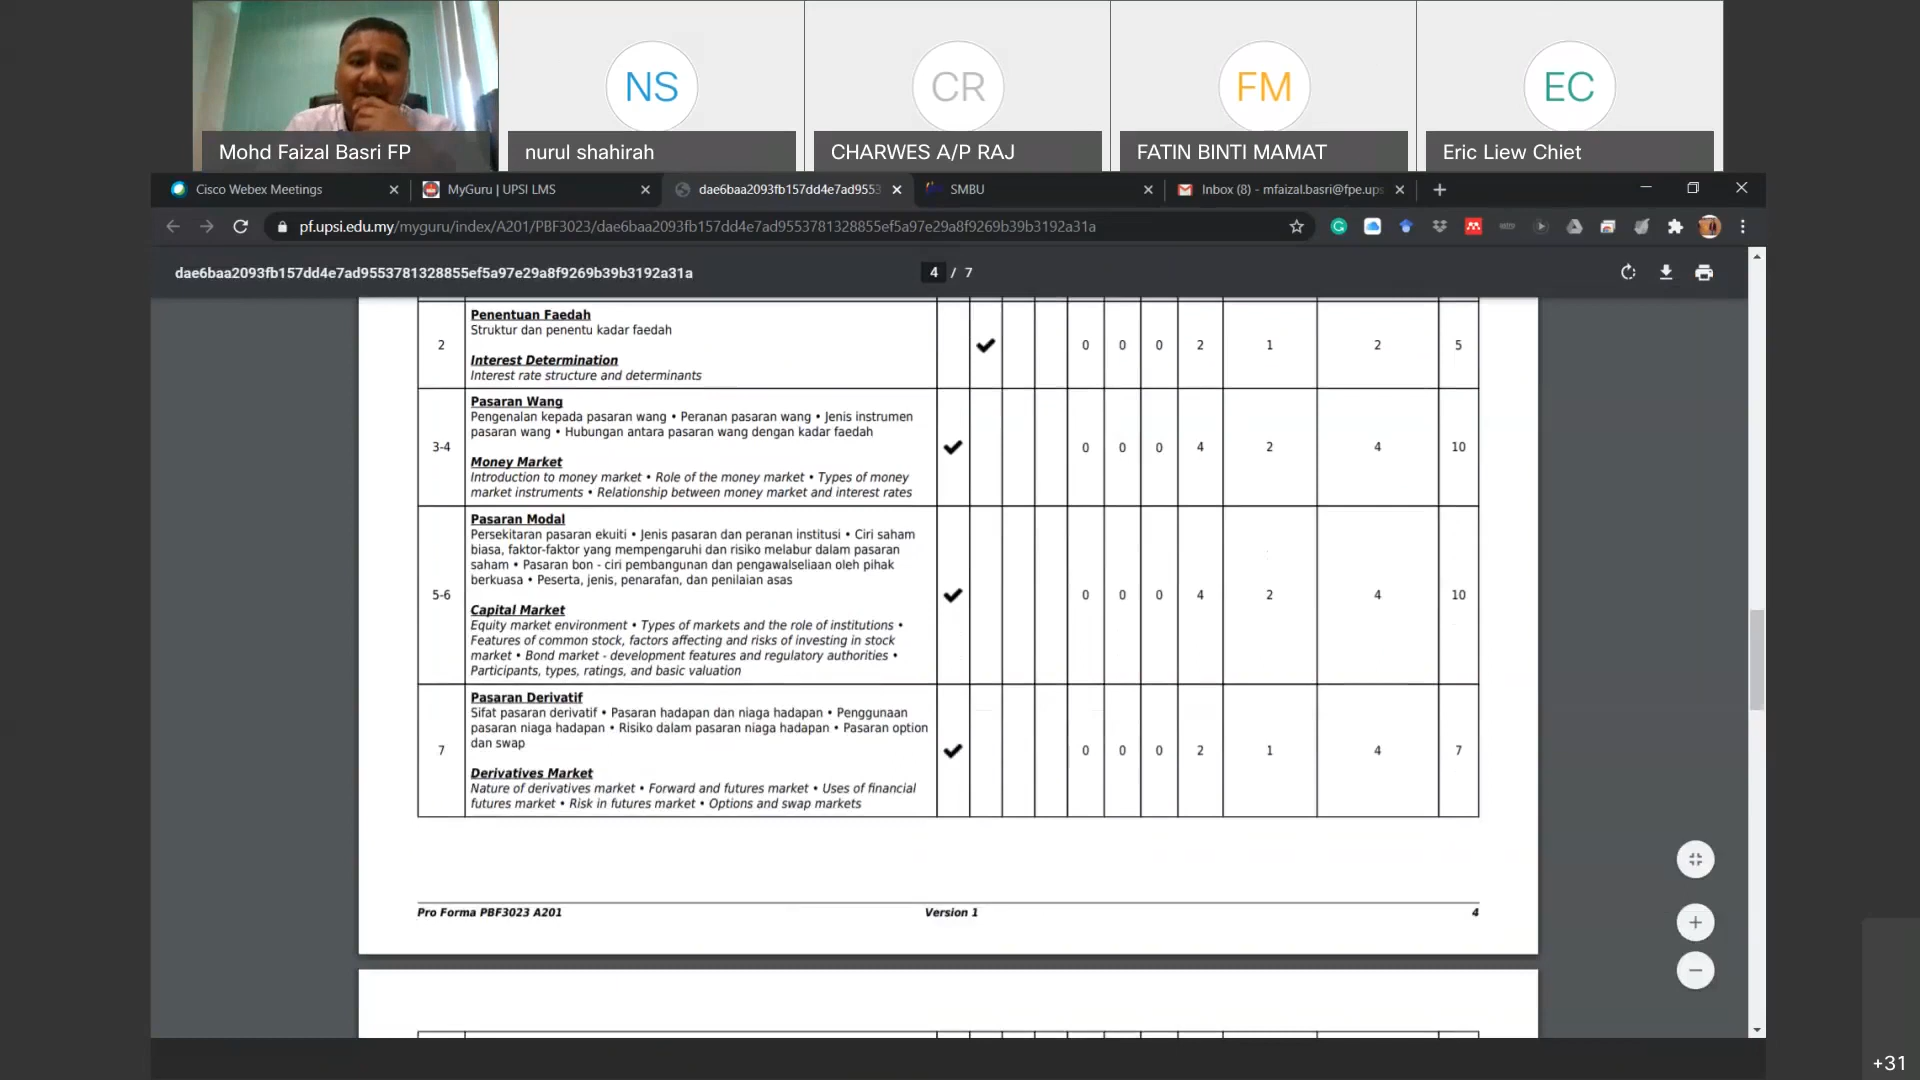 NS
CR
FM
EC
Mohd Faizal Basri FP
nurul shahirah
CHARWES A/P RAJ
FATIN BINTI MAMAT
Eric Liew Chiet
Cisco Webex Meetings
MyGuru | UPSI LMS
dae6baa2093fb157dd4e7ad9553
SMBU
Inbox (8) - mfaizal.basri@fpe.ups
pf.upsi.edu.my/myguru/index/A201/PBF3023/dae6baa2093fb157dd4e7ad9553781328855ef5a97e29a8f9269b39b3192a31a
dae6baa2093fb157dd4e7ad9553781328855ef5a97e29a8f9269b39b3192a31a
4 / 7
2
Penentuan Faedah
Struktur dan penentu kadar faedah
Interest Determination
Interest rate structure and determinants
0 0 0 2 1 2 5
3-4
Pasaran Wang
Pengenalan kepada pasaran wang • Peranan pasaran wang • Jenis instrumen
pasaran wang • Hubungan antara pasaran wang dengan kadar faedah
Money Market
Introduction to money market • Role of the money market • Types of money
market instruments • Relationship between money market and interest rates
0 0 0 4 2 4 10
5-6
Pasaran Modal
Persekitaran pasaran ekuiti • Jenis pasaran dan peranan institusi • Ciri saham
biasa, faktor-faktor yang mempengaruhi dan risiko melabur dalam pasaran
saham • Pasaran bon - ciri pembangunan dan pengawalseliaan oleh pihak
berkuasa • Peserta, jenis, penarafan, dan penilaian asas
Capital Market
Equity market environment • Types of markets and the role of institutions •
Features of common stock, factors affecting and risks of investing in stock
market • Bond market - development features and regulatory authorities •
Participants, types, ratings, and basic valuation
0 0 0 4 2 4 10
7
Pasaran Derivatif
Sifat pasaran derivatif • Pasaran hadapan dan niaga hadapan • Penggunaan
pasaran niaga hadapan • Risiko dalam pasaran niaga hadapan • Pasaran option
dan swap
Derivatives Market
Nature of derivatives market • Forward and futures market • Uses of financial
futures market • Risk in futures market • Options and swap markets
0 0 0 2 1 4 7
Pro Forma PBF3023 A201
Version 1
4
+31